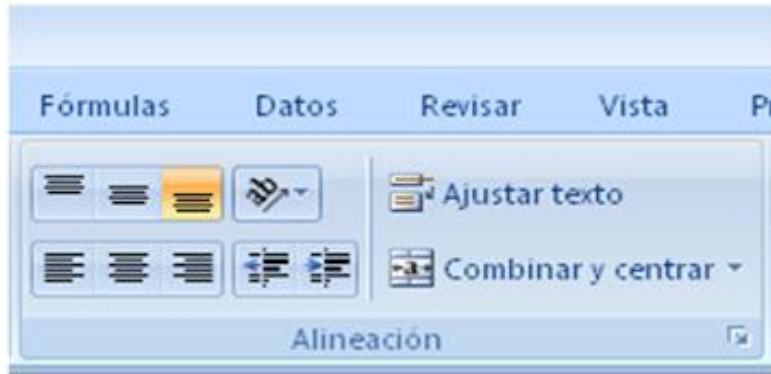 Fórmulas Datos Revisar Vista
Ajustar texto
Combinar y centrar
Alineación